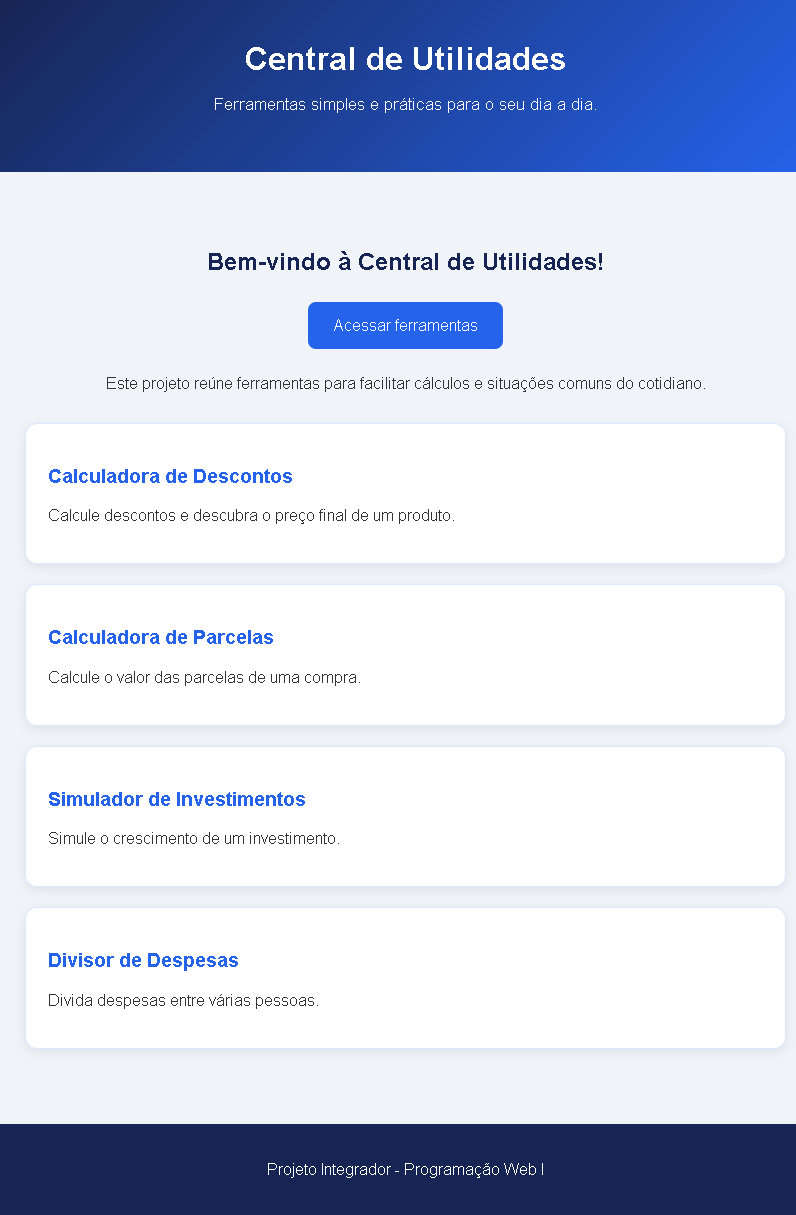 Central de Utilidades
Ferramentas simples e práticas para o seu dia a dia.
Bem-vindo à Central de Utilidades!
Acessar ferramentas
Este projeto reúne ferramentas para facilitar cálculos e situações comuns do cotidiano.
Calculadora de Descontos
Calcule descontos e descubra o preço final de um produto.
Calculadora de Parcelas
Calcule o valor das parcelas de uma compra.
Simulador de Investimentos
Simule o crescimento de um investimento.
Divisor de Despesas
Divida despesas entre várias pessoas.
Projeto Integrador - Programação Web I